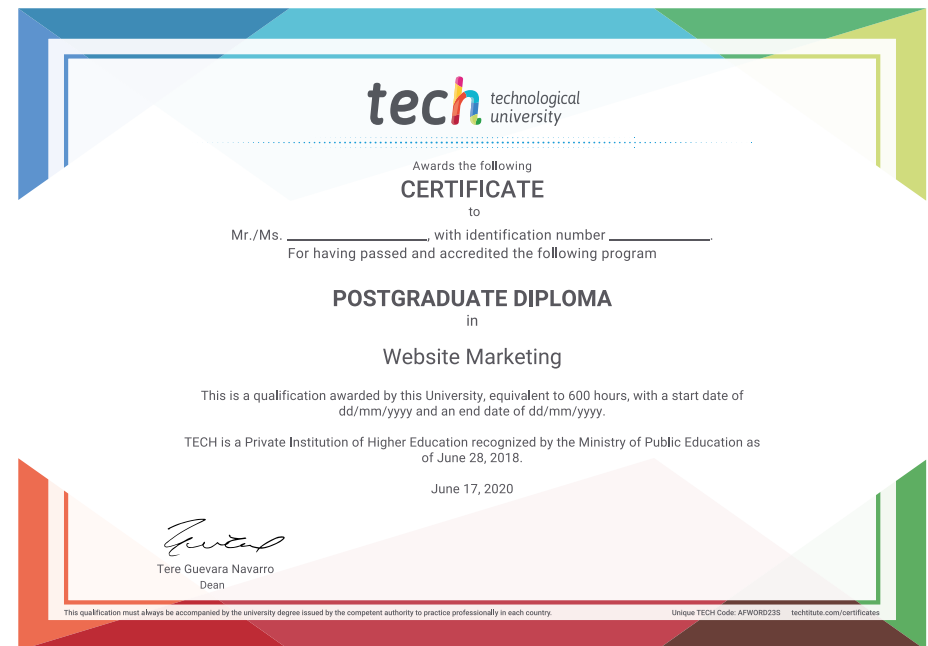 tech technological
university
Awards the following
CERTIFICATE
to
Mr./Ms. ____________________, with identification number ______________.
For having passed and accredited the following program
POSTGRADUATE DIPLOMA
in
Website Marketing
This is a qualification awarded by this University, equivalent to 600 hours, with a start date of
dd/mm/yyyy and an end date of dd/mm/yyyy.
TECH is a Private Institution of Higher Education recognized by the Ministry of Public Education as
of June 28, 2018.
June 17, 2020
Tere Guevara Navarro
Dean
This qualification must always be accompanied by the university degree issued by the competent authority to practice professionally in each country. Unique TECH Code: AFWORD23S techtitute.com/certificates